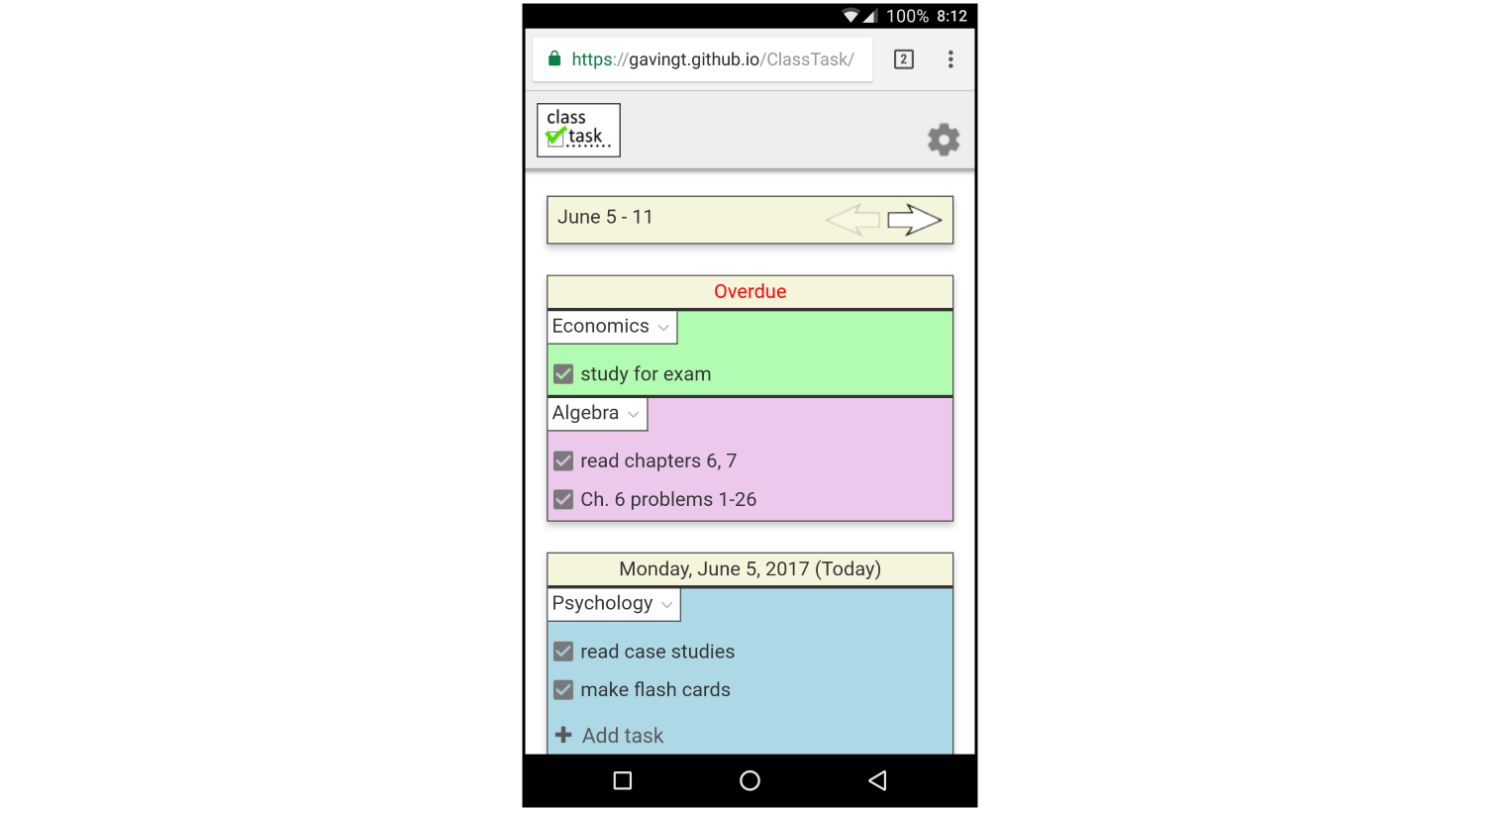 100% 8:12
https://gavingt.github.io/ClassTask/
2
class
task
June 5 - 11
Overdue
Economics
study for exam
Algebra
read chapters 6, 7
Ch. 6 problems 1-26
Monday, June 5, 2017 (Today)
Psychology
read case studies
make flash cards
+ Add task